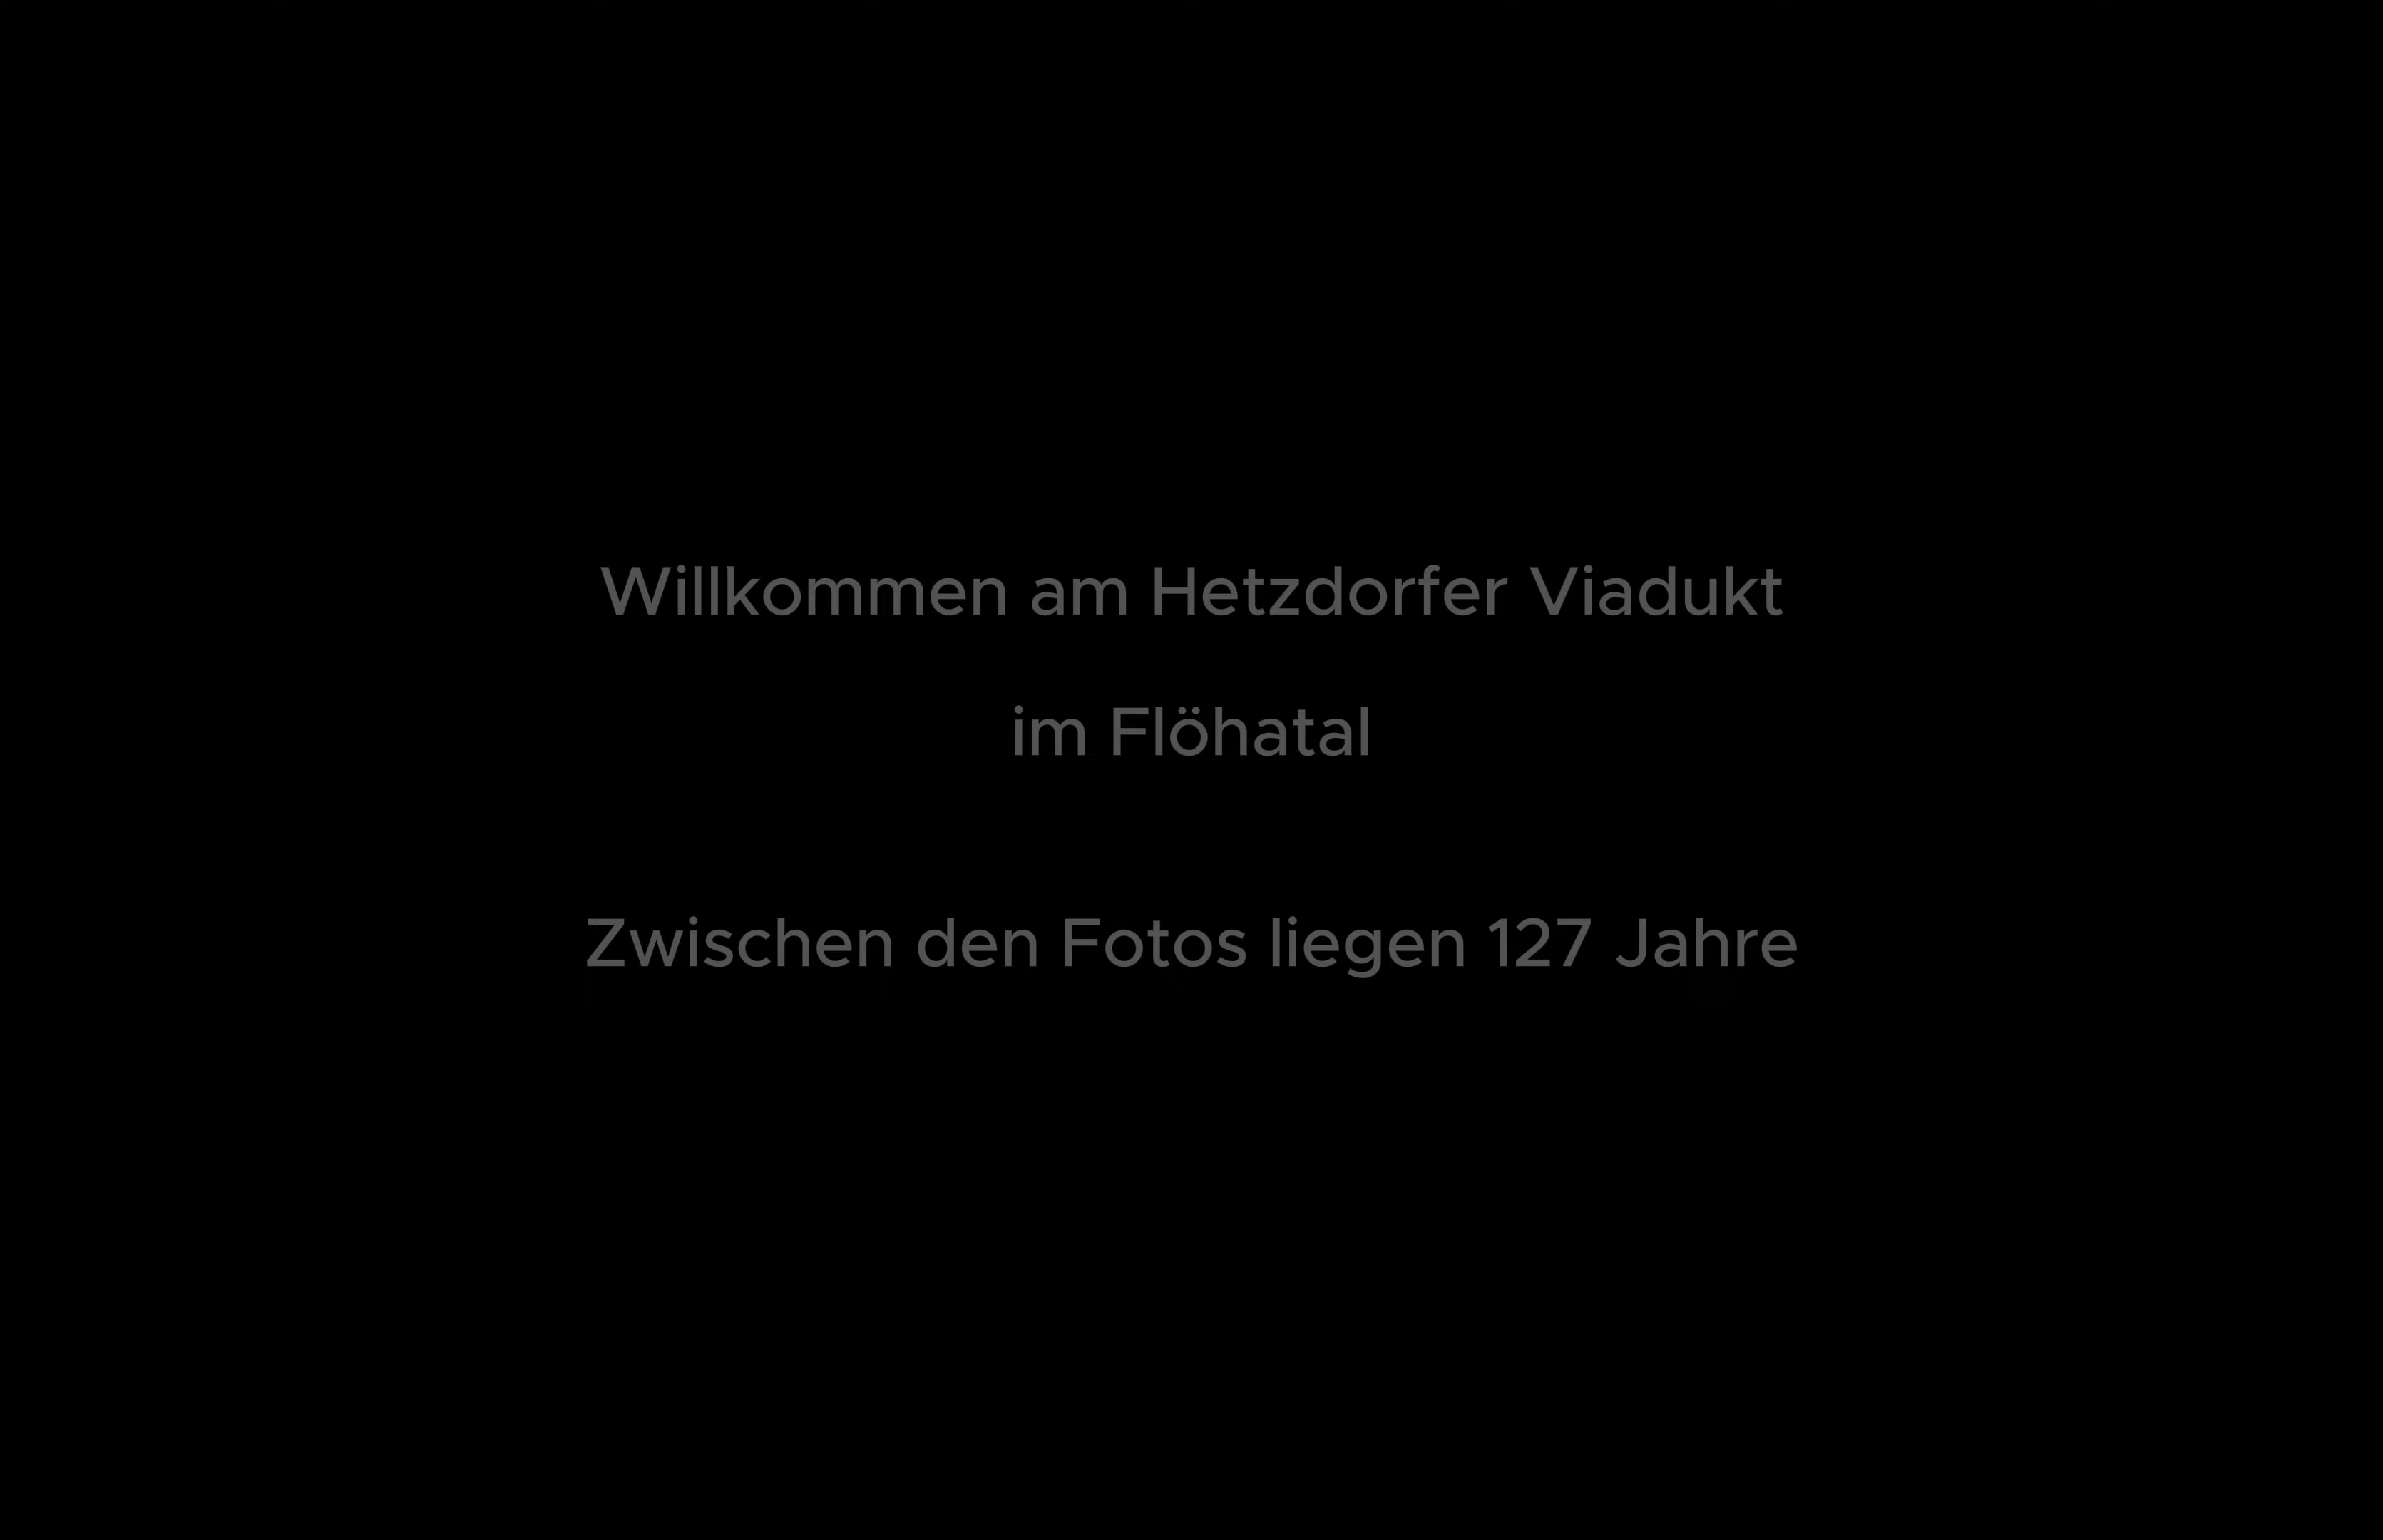 Willkommen am Hetzdorfer Viadukt
im Flöhatal
Zwischen den Fotos liegen 127 Jahre